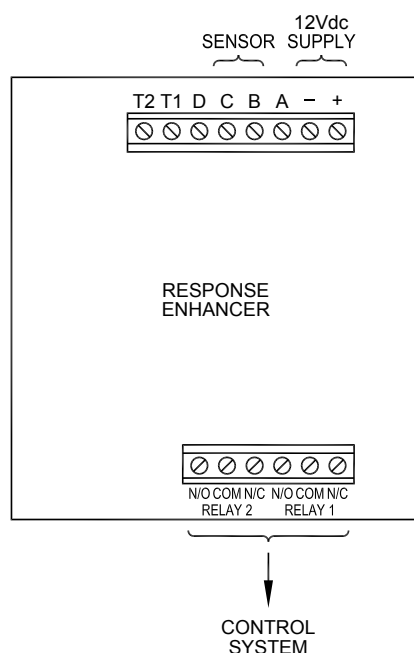 12Vdc
SENSOR SUPPLY
T2 T1 D C B A − +
RESPONSE
ENHANCER
N/O COM N/C N/O COM N/C
RELAY 2 RELAY 1
CONTROL
SYSTEM